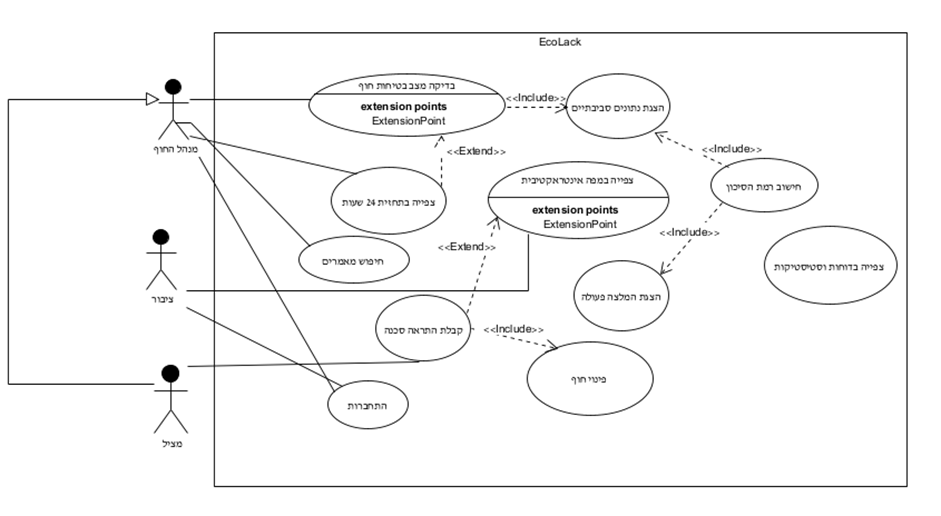 EcoLack
בדיקה מצב בטיחות חוף
extension points
ExtensionPoint
<<Include>>
הצגת נתונים סביבתיים
מנהל החוף
<<Extend>>
<<Include>>
צפייה במפה אינטראקטיבית
extension points
ExtensionPoint
חישוב רמת הסיכון
צפייה בתחזית 24 שעות
<<Include>>
<<Extend>>
חיפוש מאמרים
צפייה בדוחות וסטיסטיקות
ציבור
הצגת המלצה פעולה
קבלת התראה סכנה
<<Include>>
פינוי חוף
התחברות
מציל